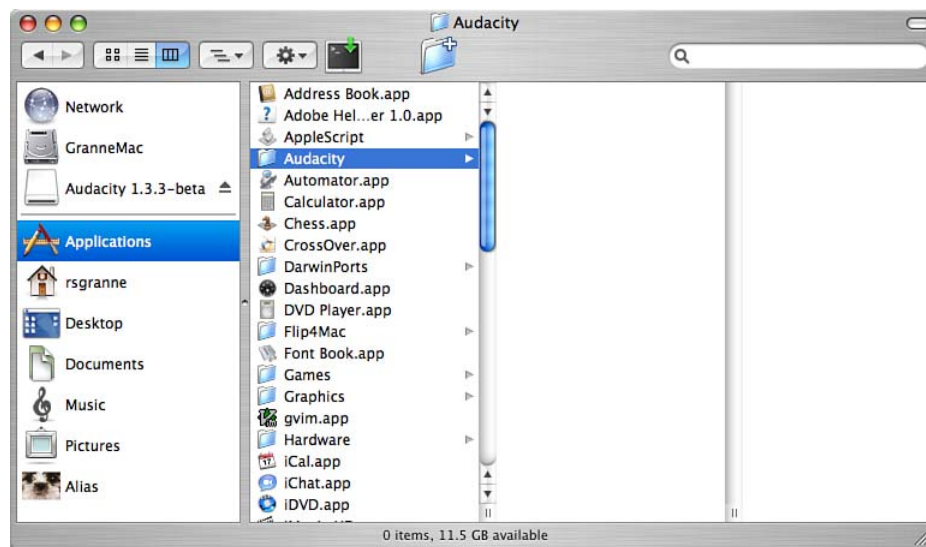 Audacity
Network
GranneMac
Audacity 1.3.3-beta
Applications
rsgranne
Desktop
Documents
Music
Pictures
Alias
Address Book.app
Adobe Hel...er 1.0.app
AppleScript
Audacity
Automator.app
Calculator.app
Chess.app
CrossOver.app
DarwinPorts
Dashboard.app
DVD Player.app
Flip4Mac
Font Book.app
Games
Graphics
gvim.app
Hardware
iCal.app
iChat.app
iDVD.app
0 items, 11.5 GB available